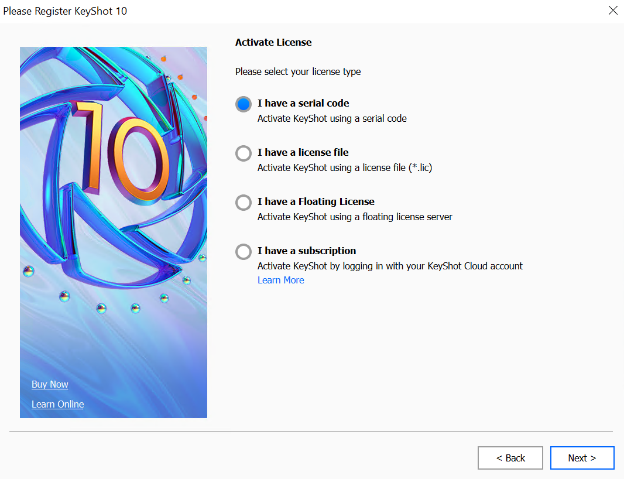 Please Register KeyShot 10
Activate License
Please select your license type
I have a serial code
Activate KeyShot using a serial code
I have a license file
Activate KeyShot using a license file (*.lic)
I have a Floating License
Activate KeyShot using a floating license server
I have a subscription
Activate KeyShot by logging in with your KeyShot Cloud account
Learn More
10
Buy Now
Learn Online
< Back
Next >